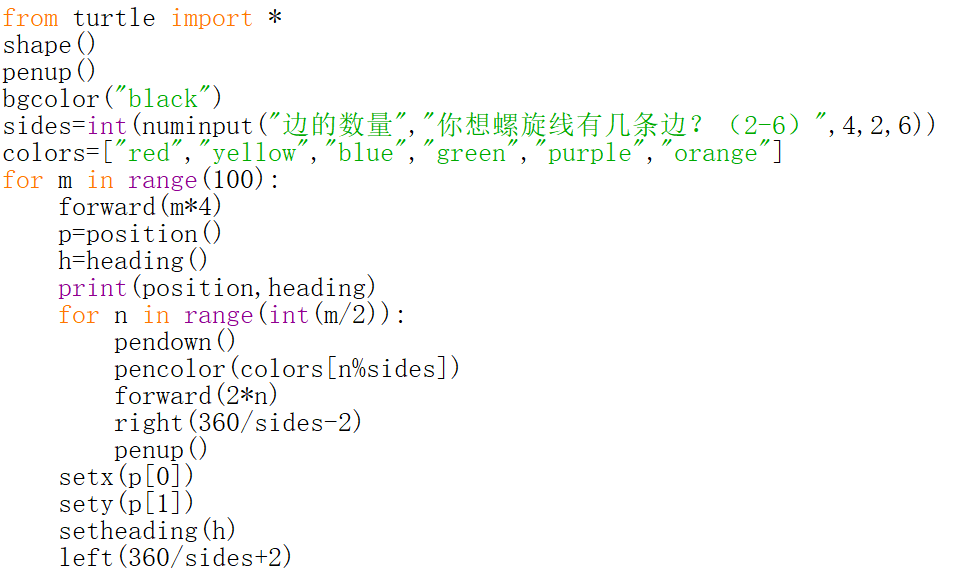 from turtle import *
shape()
penup()
bgcolor("black")
sides=int(numinput("边的数量","你想螺旋线有几条边？（2-6）",4,2,6))
colors=["red","yellow","blue","green","purple","orange"]
for m in range(100):
    forward(m*4)
    p=position()
    h=heading()
    print(position,heading)
    for n in range(int(m/2)):
        pendown()
        pencolor(colors[n%sides])
        forward(2*n)
        right(360/sides-2)
        penup()
    setx(p[0])
    sety(p[1])
    setheading(h)
    left(360/sides+2)